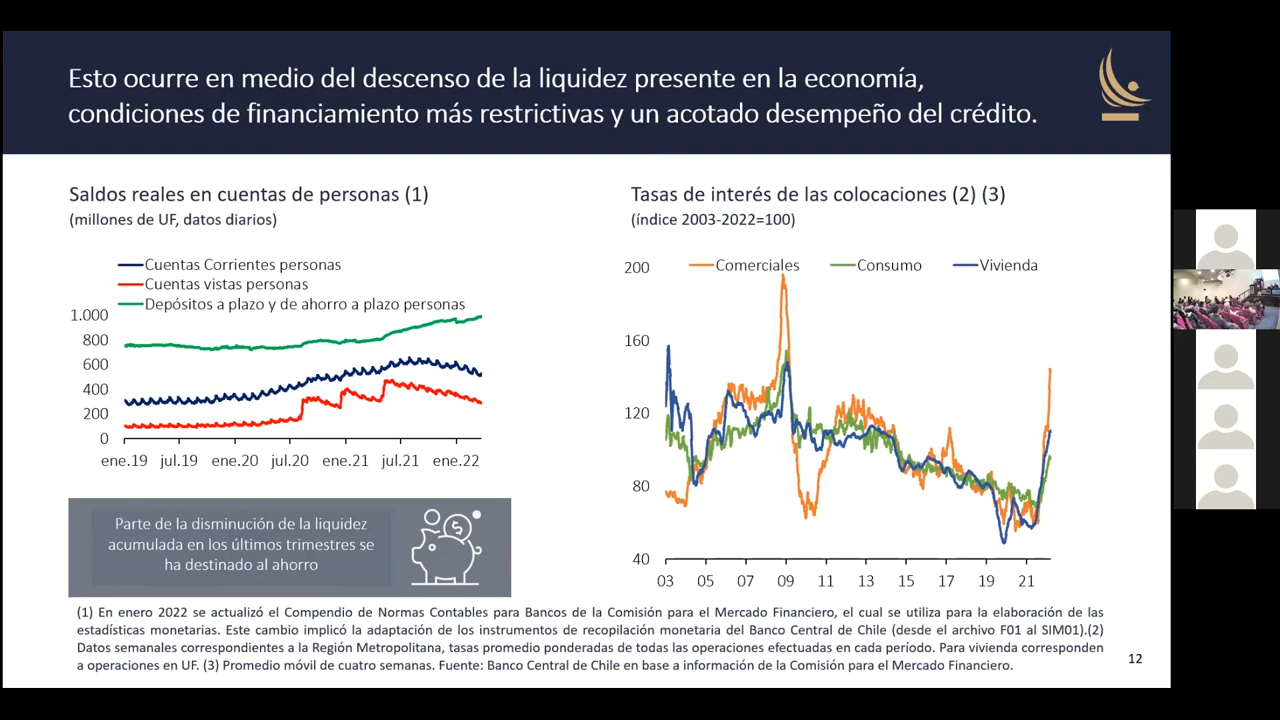 Esto ocurre en medio del descenso de la liquidez presente en la economía,
condiciones de financiamiento más restrictivas y un acotado desempeño del crédito.
Saldos reales en cuentas de personas (1)
(millones de UF, datos diarios)
Cuentas Corrientes personas
Cuentas vistas personas
Depósitos a plazo y de ahorro a plazo personas
1.000
800
600
400
200
0
ene.19 jul.19 ene.20 jul.20 ene.21 jul.21 ene.22
Parte de la disminución de la liquidez
acumulada en los últimos trimestres se
ha destinado al ahorro
$
Tasas de interés de las colocaciones (2) (3)
(índice 2003-2022=100)
Comerciales Consumo Vivienda
200
160
120
80
40
03 05 07 09 11 13 15 17 19 21
(1) En enero 2022 se actualizó el Compendio de Normas Contables para Bancos de la Comisión para el Mercado Financiero, el cual se utiliza para la elaboración de las
estadísticas monetarias. Este cambio implicó la adaptación de los instrumentos de recopilación monetaria del Banco Central de Chile (desde el archivo F01 al SIM01).(2)
Datos semanales correspondientes a la Región Metropolitana, tasas promedio ponderadas de todas las operaciones efectuadas en cada período. Para vivienda corresponden
a operaciones en UF. (3) Promedio móvil de cuatro semanas. Fuente: Banco Central de Chile en base a información de la Comisión para el Mercado Financiero.
12